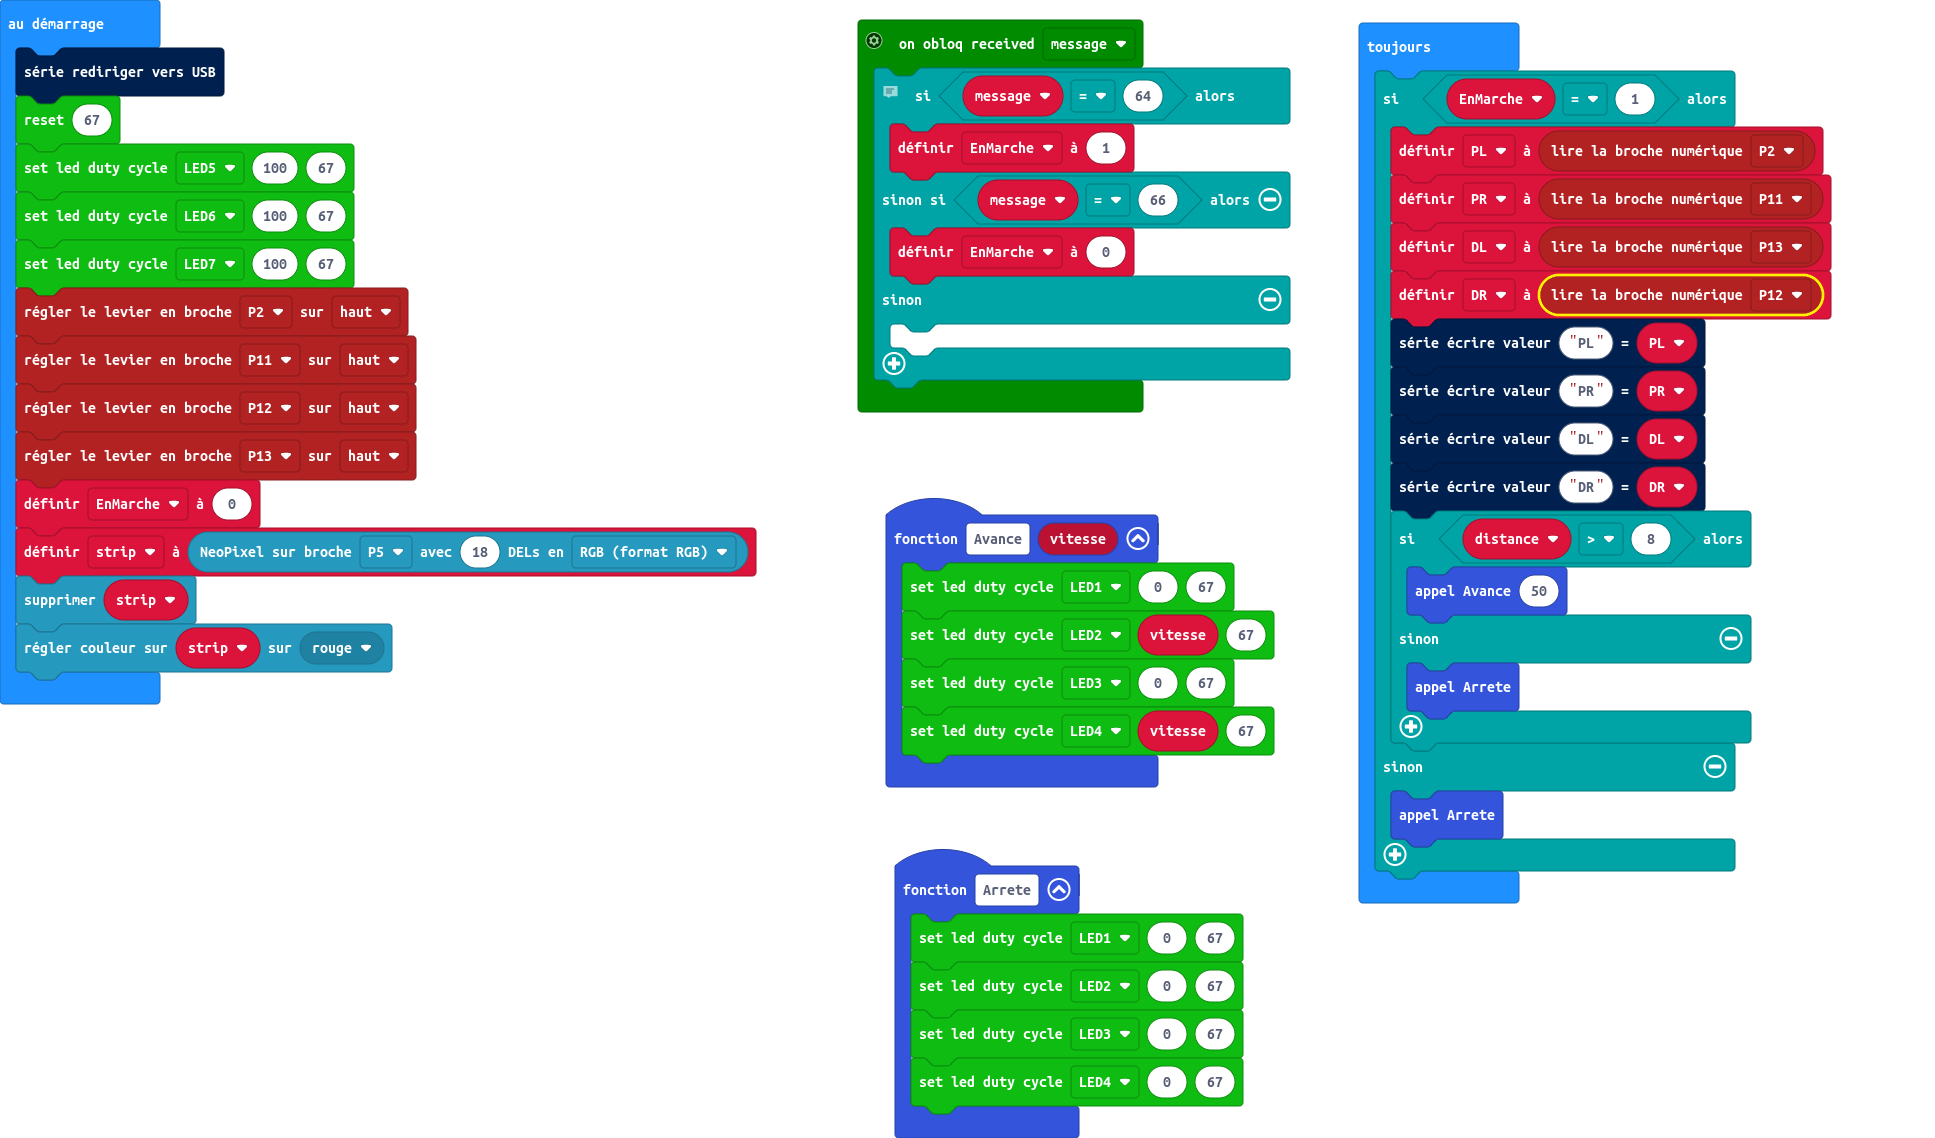 au démarrage
série rediriger vers USB
reset 67
set led duty cycle LED5 100 67
set led duty cycle LED6 100 67
set led duty cycle LED7 100 67
régler le levier en broche P2 sur haut
régler le levier en broche P11 sur haut
régler le levier en broche P12 sur haut
régler le levier en broche P13 sur haut
définir EnMarche à 0
définir strip à NeoPixel sur broche P5 avec 18 DELs en RGB (format RGB)
supprimer strip
régler couleur sur strip sur rouge
on obloq received message
si message = 64 alors
définir EnMarche à 1
sinon si message = 66 alors
définir EnMarche à 0
sinon
fonction Avance vitesse
set led duty cycle LED1 0 67
set led duty cycle LED2 vitesse 67
set led duty cycle LED3 0 67
set led duty cycle LED4 vitesse 67
fonction Arrete
set led duty cycle LED1 0 67
set led duty cycle LED2 0 67
set led duty cycle LED3 0 67
set led duty cycle LED4 0 67
toujours
si EnMarche = 1 alors
définir PL à lire la broche numérique P2
définir PR à lire la broche numérique P11
définir DL à lire la broche numérique P13
définir DR à lire la broche numérique P12
série écrire valeur "PL" = PL
série écrire valeur "PR" = PR
série écrire valeur "DL" = DL
série écrire valeur "DR" = DR
si distance > 8 alors
appel Avance 50
sinon
appel Arrete
sinon
appel Arrete